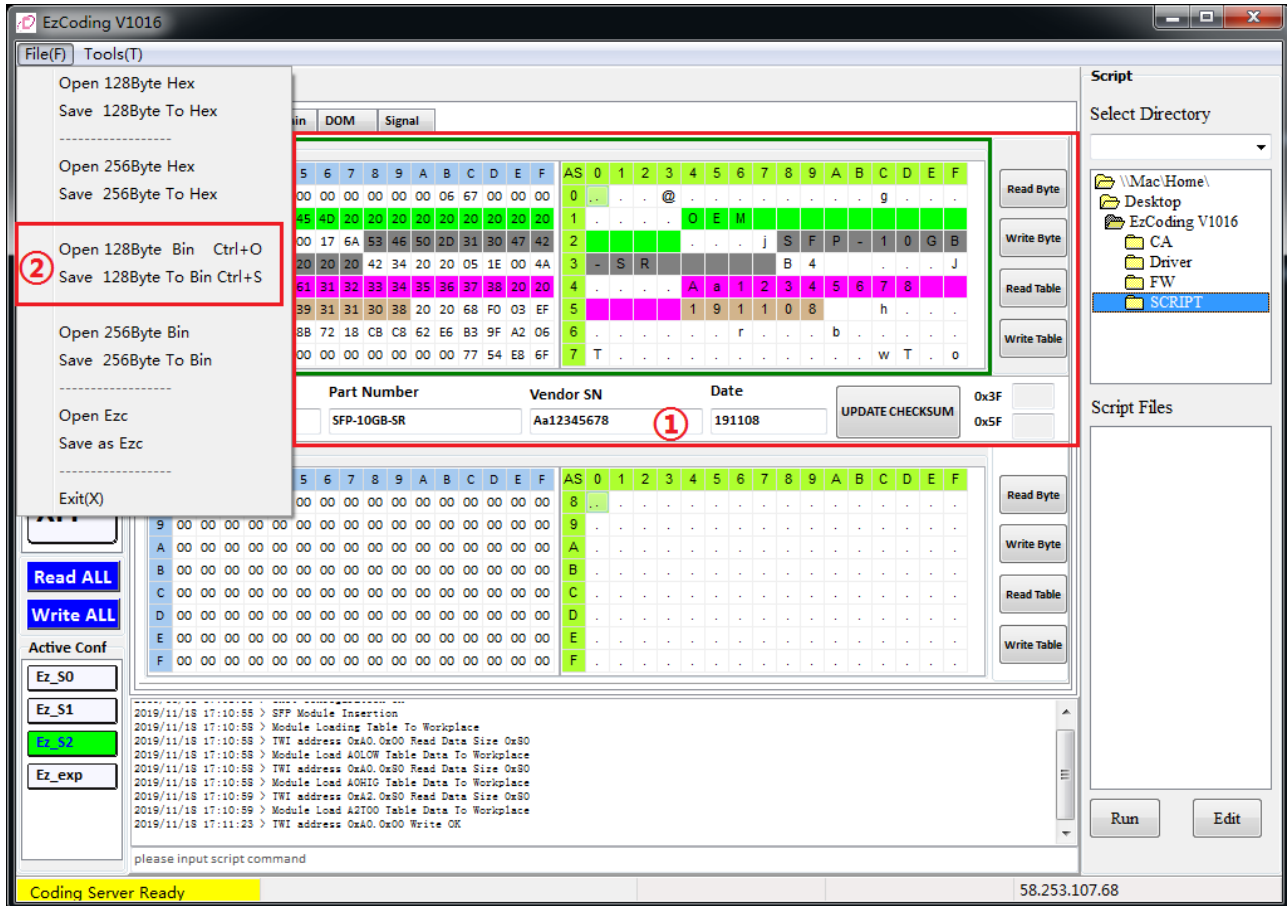 EzCoding V1016
File(F) Tools(T)
Open 128Byte Hex
Save 128Byte To Hex
------------------
Open 256Byte Hex
Save 256Byte To Hex
Open 128Byte Bin Ctrl+O
Save 128Byte To Bin Ctrl+S
②
Open 256Byte Bin
Save 256Byte To Bin
------------------
Open Ezc
Save as Ezc
------------------
Exit(X)
DOM Signal
5 6 7 8 9 A B C D E F AS 0 1 2 3 4 5 6 7 8 9 A B C D E F
00 00 00 00 00 00 06 67 00 00 00 0 . . . . @ . . . . . . . . g . . .
45 4D 20 20 20 20 20 20 20 20 20 1 . . . . O E M
00 17 6A 53 46 50 2D 31 30 47 42 2 . . . j S F P - 1 0 G B
20 20 20 42 34 20 20 05 1E 00 4A 3 - S R B 4 . . . J
61 31 32 33 34 35 36 37 38 20 20 4 . . . . A a 1 2 3 4 5 6 7 8
39 31 31 30 38 20 20 68 F0 03 EF 5 1 9 1 1 0 8 h . . .
8B 72 18 CB C8 62 E6 B3 9F A2 06 6 . . . . . . r . . . b . . . . .
00 00 00 00 00 00 00 77 54 E8 6F 7 T . . . . . . . . . . . w T . o
Read Byte
Write Byte
Read Table
Write Table
Part Number Vendor SN Date
SFP-10GB-SR Aa12345678 ① 191108 UPDATE CHECKSUM
0x3F
0x5F
5 6 7 8 9 A B C D E F AS 0 1 2 3 4 5 6 7 8 9 A B C D E F
00 00 00 00 00 00 00 00 00 00 00 8 .. . . . . . . . . . . . . . . .
9 00 00 00 00 00 00 00 00 00 00 00 00 00 00 00 00 9 . . . . . . . . . . . . . . . .
A 00 00 00 00 00 00 00 00 00 00 00 00 00 00 00 00 A . . . . . . . . . . . . . . . .
B 00 00 00 00 00 00 00 00 00 00 00 00 00 00 00 00 B . . . . . . . . . . . . . . . .
C 00 00 00 00 00 00 00 00 00 00 00 00 00 00 00 00 C . . . . . . . . . . . . . . . .
D 00 00 00 00 00 00 00 00 00 00 00 00 00 00 00 00 D . . . . . . . . . . . . . . . .
E 00 00 00 00 00 00 00 00 00 00 00 00 00 00 00 00 E . . . . . . . . . . . . . . . .
F 00 00 00 00 00 00 00 00 00 00 00 00 00 00 00 00 F . . . . . . . . . . . . . . . .
Read Byte
Write Byte
Read Table
Write Table
Read ALL
Write ALL
Active Conf
Ez_S0
Ez_S1
Ez_S2
Ez_exp
2019/11/18 17:10:55 > SFP Module Insertion
2019/11/18 17:10:58 > Module Loading Table To Workplace
2019/11/18 17:10:58 > TWI address 0xA0. 0x00 Read Data Size 0x80
2019/11/18 17:10:58 > Module Load A0LOW Table Data To Workplace
2019/11/18 17:10:58 > TWI address 0xA0. 0x80 Read Data Size 0x80
2019/11/18 17:10:58 > Module Load A0HIG Table Data To Workplace
2019/11/18 17:10:59 > TWI address 0xA2. 0x80 Read Data Size 0x80
2019/11/18 17:10:59 > Module Load A2T00 Table Data To Workplace
2019/11/18 17:11:23 > TWI address 0xA0. 0x00 Write OK
please input script command
Script
Select Directory
\\Mac\Home\
Desktop
EzCoding V1016
CA
Driver
FW
SCRIPT
Script Files
Run Edit
Coding Server Ready
58.253.107.68